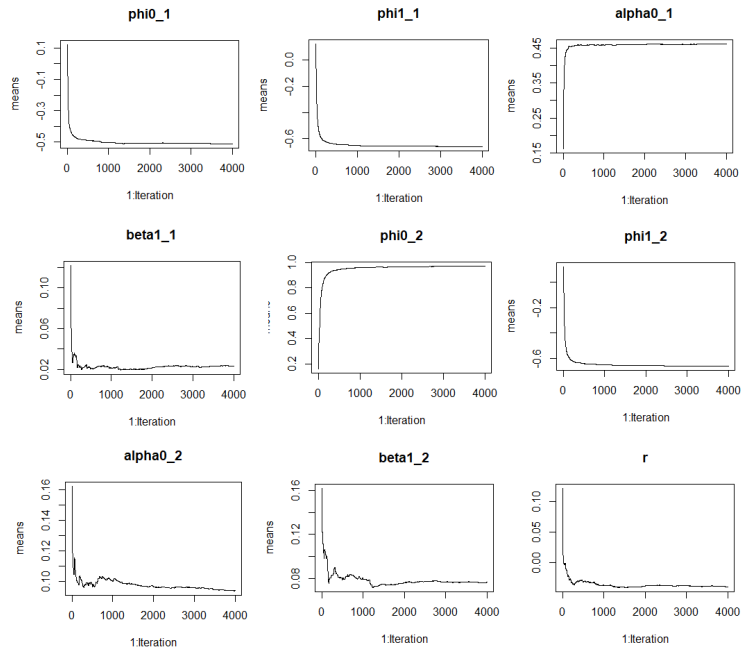 phi0_1
means
0.1
-0.1
-0.3
-0.5
0 1000 2000 3000 4000
1:Iteration
phi1_1
means
0.0
-0.2
-0.6
0 1000 2000 3000 4000
1:Iteration
alpha0_1
means
0.45
0.35
0.25
0.15
0 1000 2000 3000 4000
1:Iteration
beta1_1
means
0.10
0.06
0.02
0 1000 2000 3000 4000
1:Iteration
phi0_2
1.0
0.8
0.6
0.4
0.2
0 1000 2000 3000 4000
1:Iteration
phi1_2
means
-0.2
-0.6
0 1000 2000 3000 4000
1:Iteration
alpha0_2
means
0.16
0.14
0.12
0.10
0 1000 2000 3000 4000
1:Iteration
beta1_2
means
0.16
0.12
0.08
0 1000 2000 3000 4000
1:Iteration
r
means
0.10
0.05
0.00
0 1000 2000 3000 4000
1:Iteration